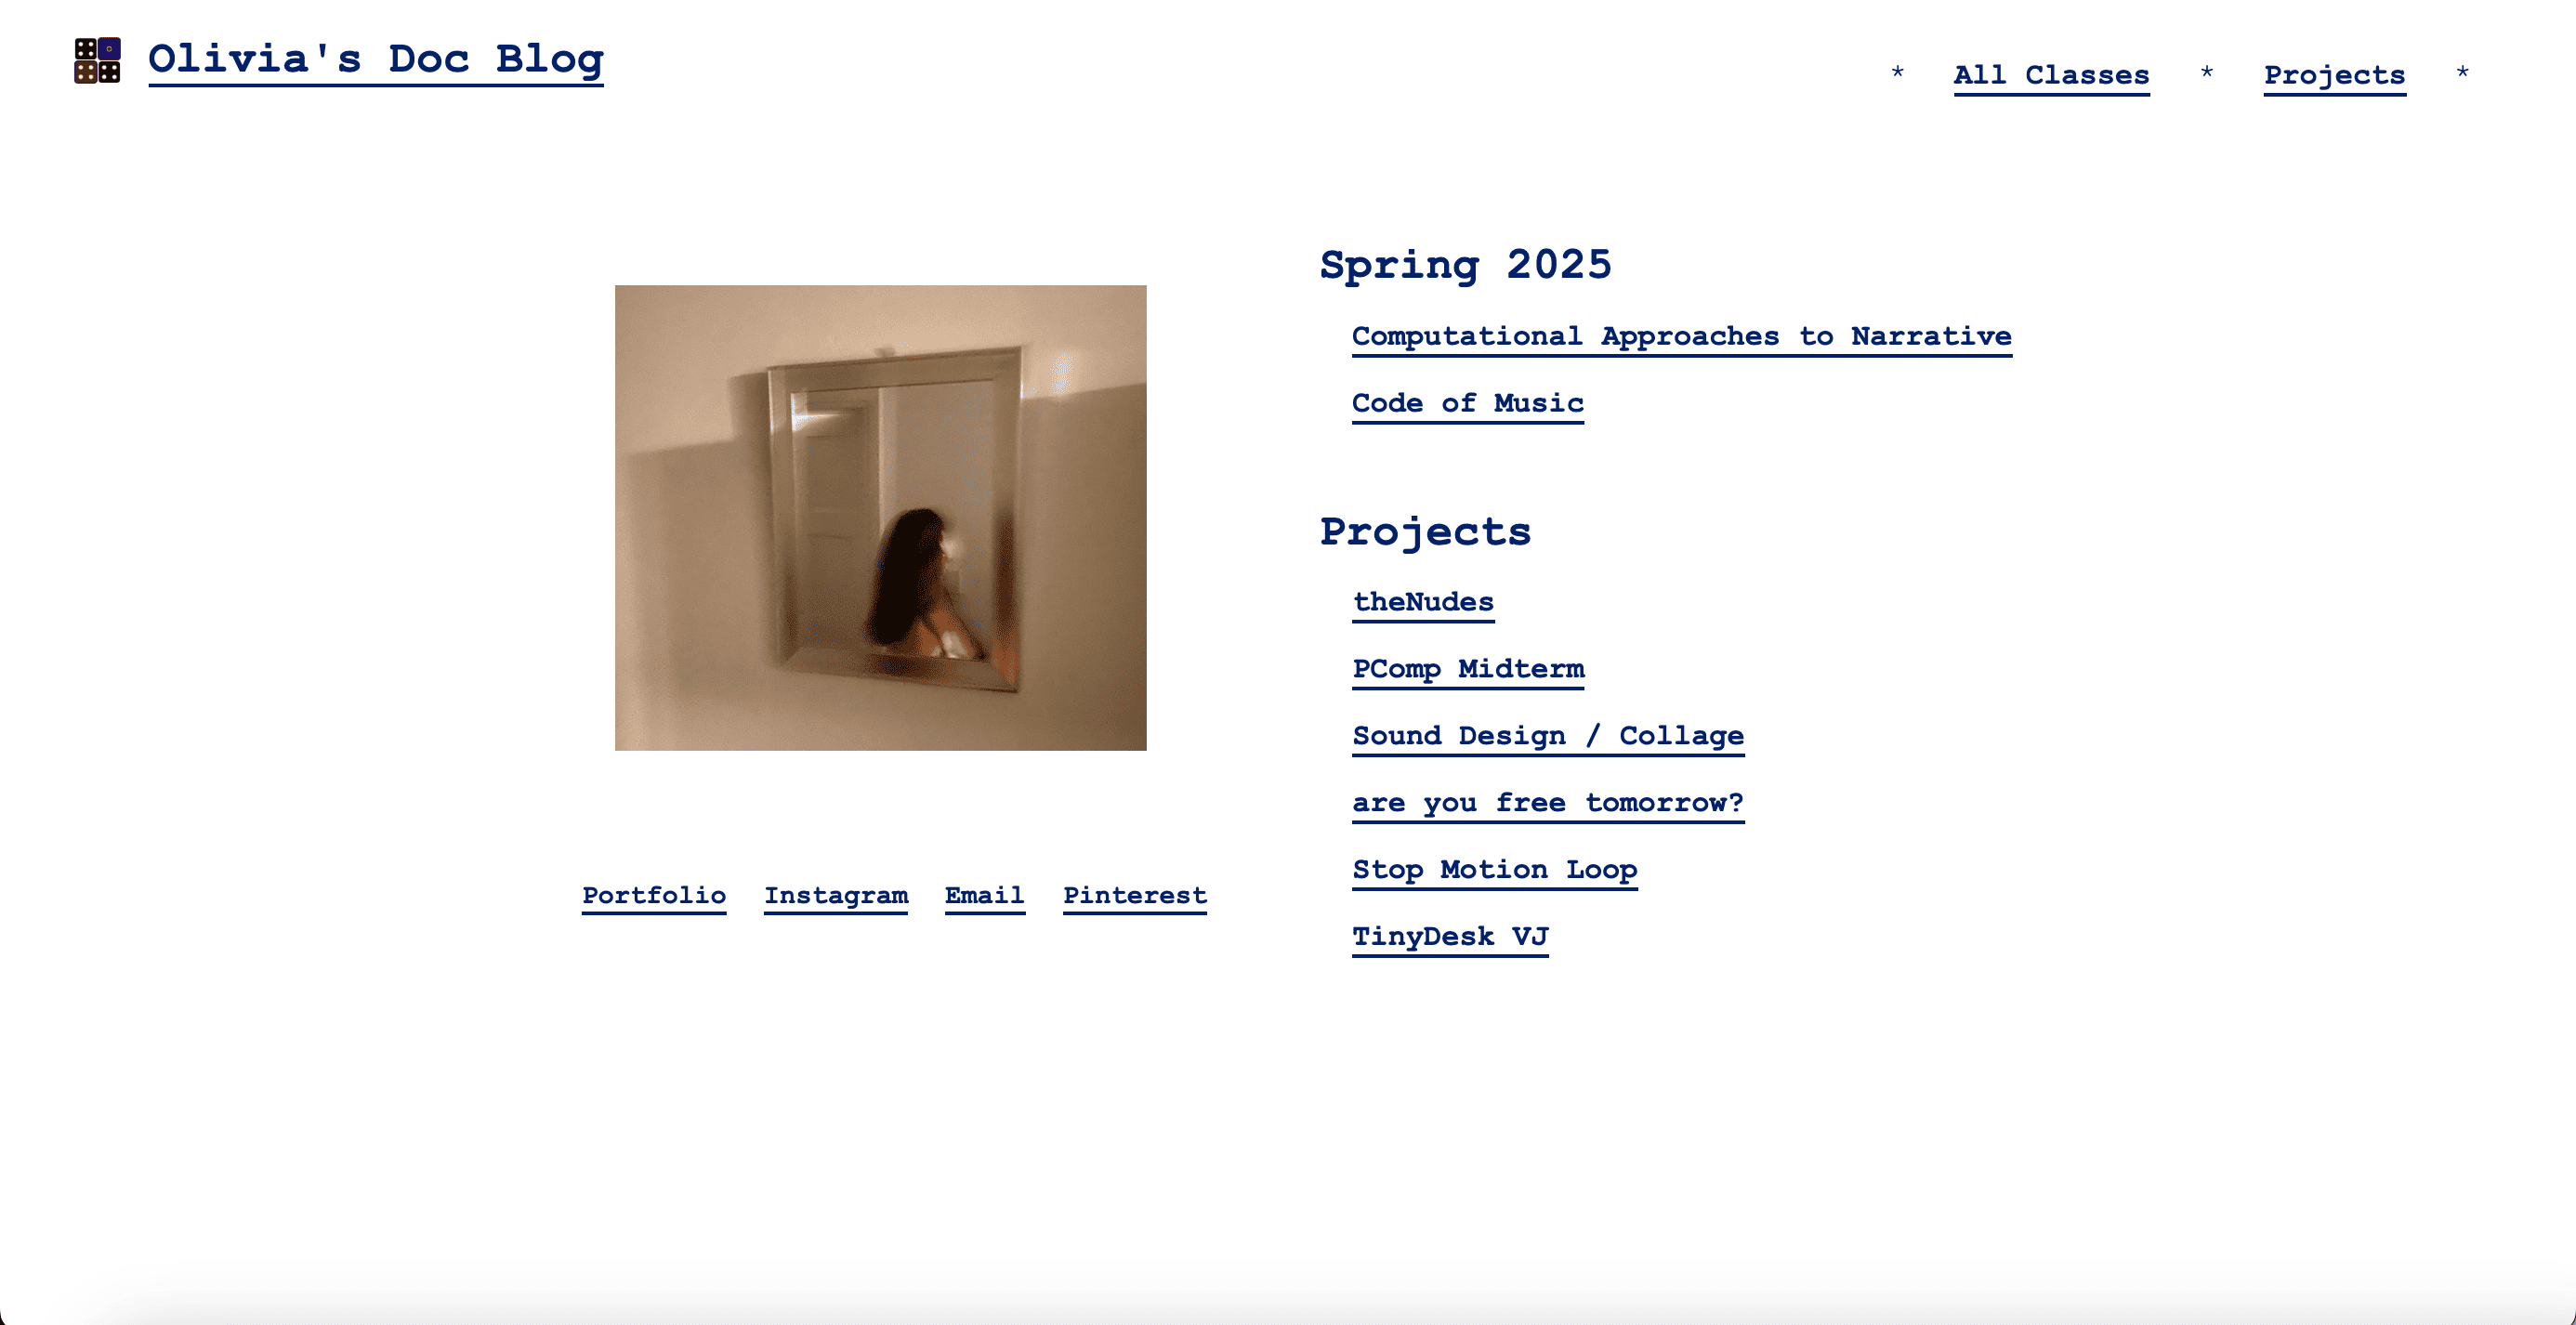 Olivia's Doc Blog
* All Classes * Projects *
Spring 2025
Computational Approaches to Narrative
Code of Music
Projects
theNudes
PComp Midterm
Sound Design / Collage
are you free tomorrow?
Stop Motion Loop
TinyDesk VJ
Portfolio Instagram Email Pinterest